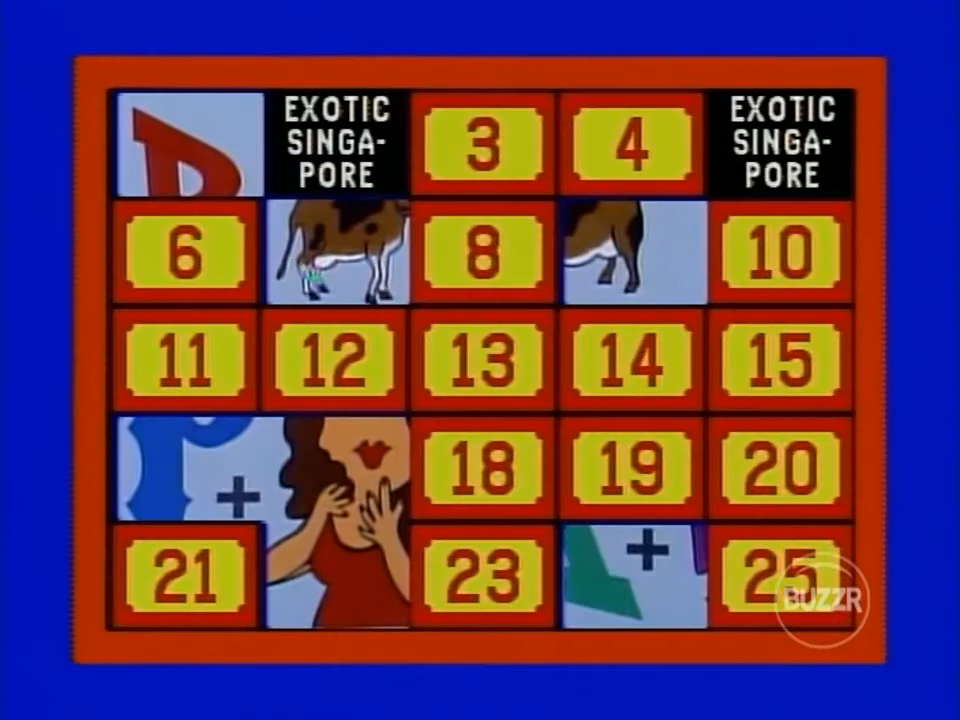 EXOTIC
SINGA-
PORE
3
4
EXOTIC
SINGA-
PORE
6
8
10
11
12
13
14
15
+
18
19
20
21
23
+
25
BUZZR